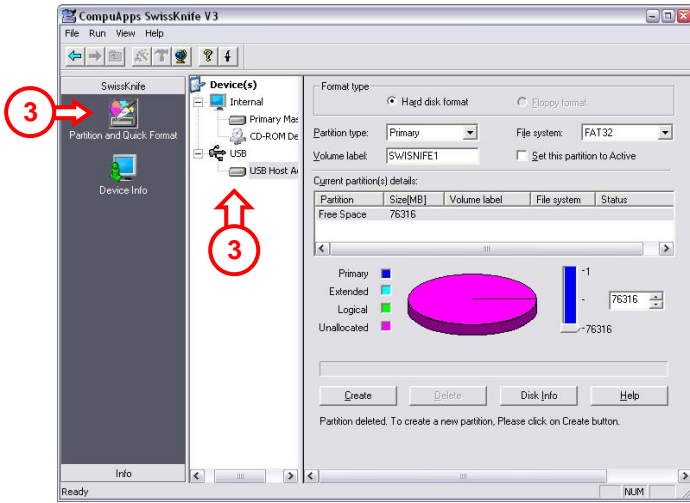 CompuApps SwissKnife V3
File Run View Help
SwissKnife
3
Partition and Quick Format
Device Info
Info
Device(s)
Internal
Primary Mas
CD-ROM De
USB
USB Host A
3
Format type
Hard disk format
Floppy format
Partition type: Primary File system: FAT32
Volume label: SWISNIFE1 Set this partition to Active
Current partition(s) details:
Partition Size[MB] Volume label File system Status
Free Space 76316
Primary
Extended
Logical
Unallocated
-1
-
76316
-76316
Create Delete Disk Info Help
Partition deleted. To create a new partition, Please click on Create button.
Ready NUM